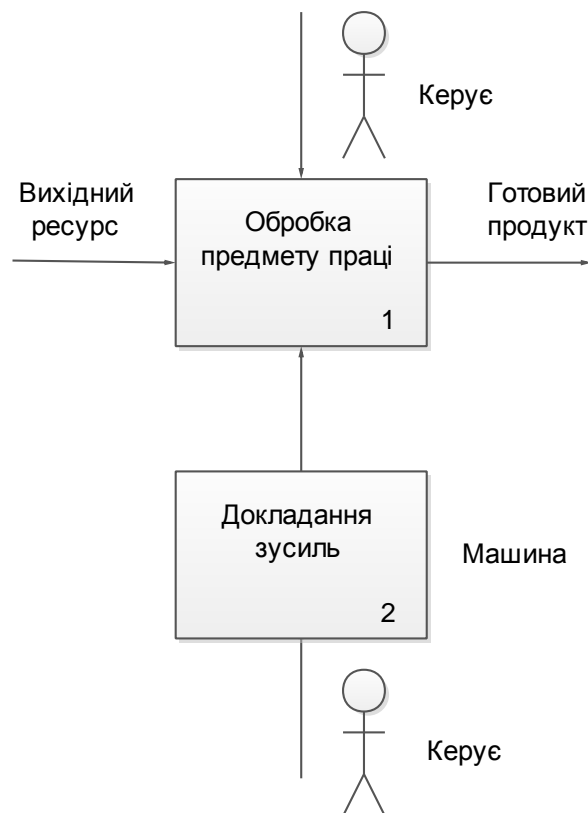 Керує
Вихідний
ресурс
Обробка
предмету праці
1
Готовий
продукт
Докладання
зусиль
2
Машина
Керує